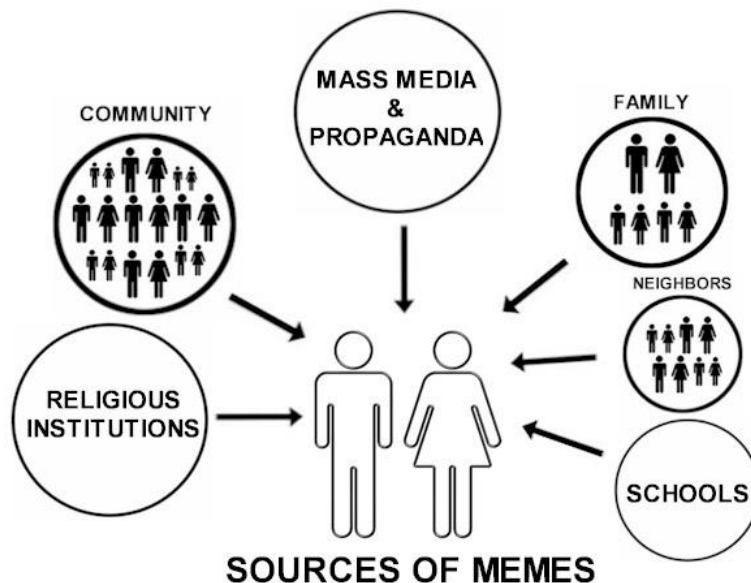 MASS MEDIA
&
PROPAGANDA
COMMUNITY
FAMILY
NEIGHBORS
RELIGIOUS
INSTITUTIONS
SCHOOLS
SOURCES OF MEMES